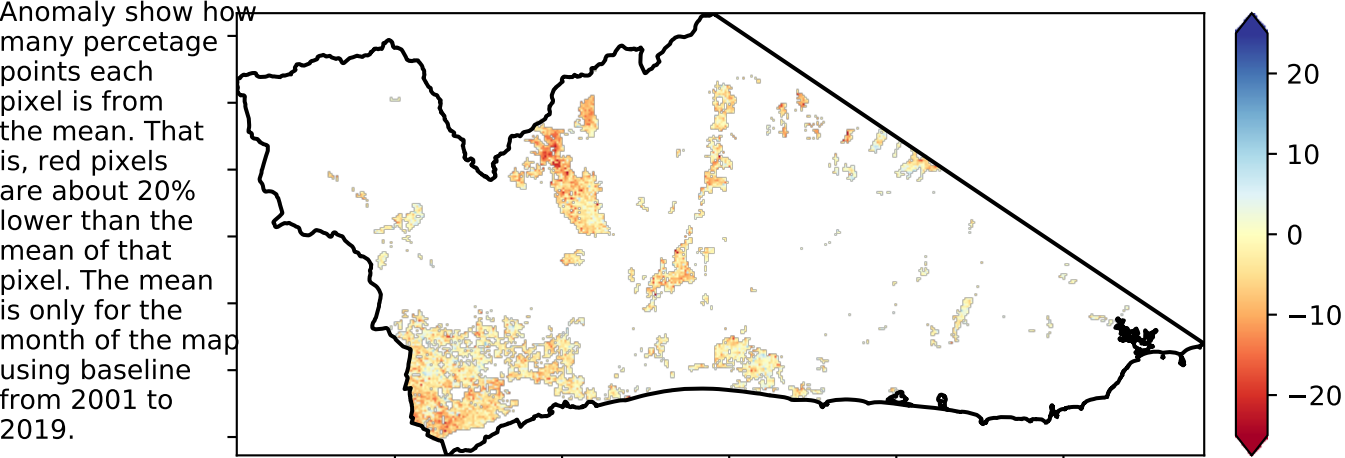 Anomaly show how
many percetage
points each
pixel is from
the mean. That
is, red pixels
are about 20%
lower than the
mean of that
pixel. The mean
is only for the
month of the map
using baseline
from 2001 to
2019.
20
10
0
−10
−20